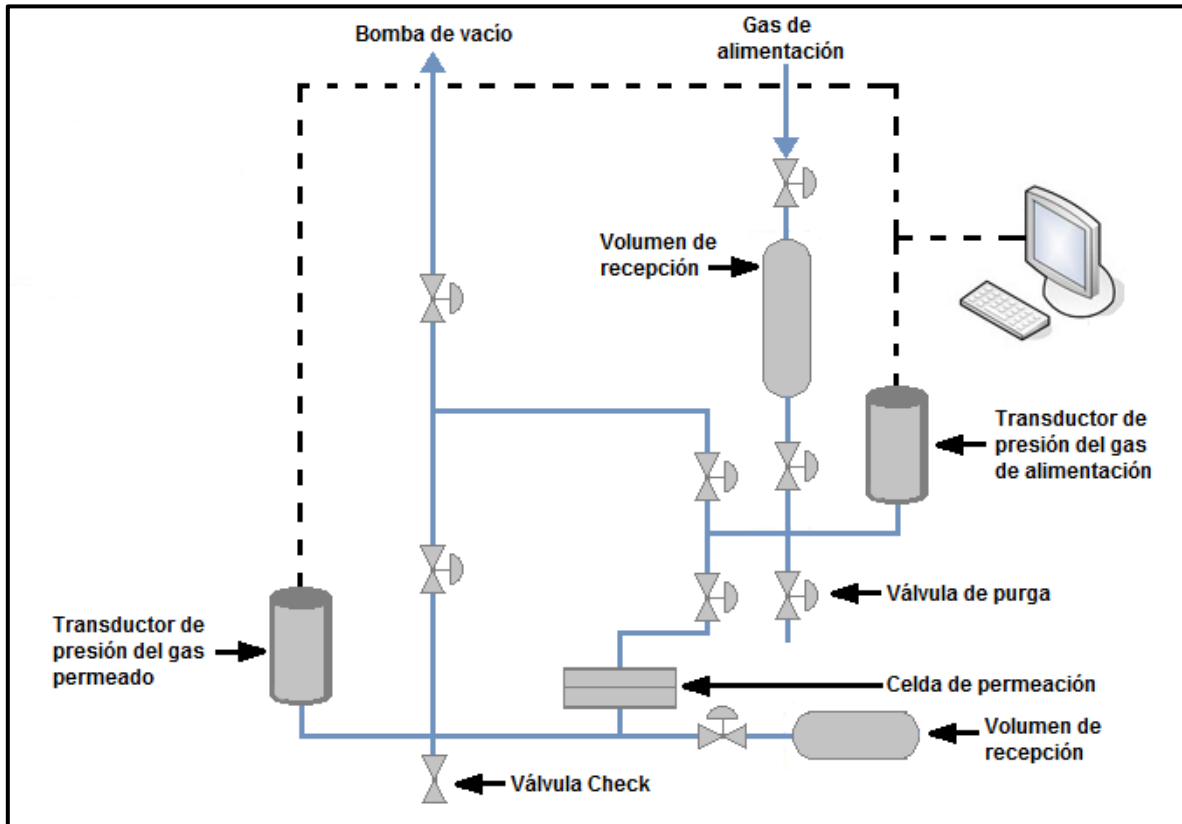 Bomba de vacío
Gas de
alimentación
Volumen de
recepción
Transductor de
presión del gas
de alimentación
Válvula de purga
Transductor de
presión del gas
permeado
Celda de permeación
Volumen de
recepción
Válvula Check